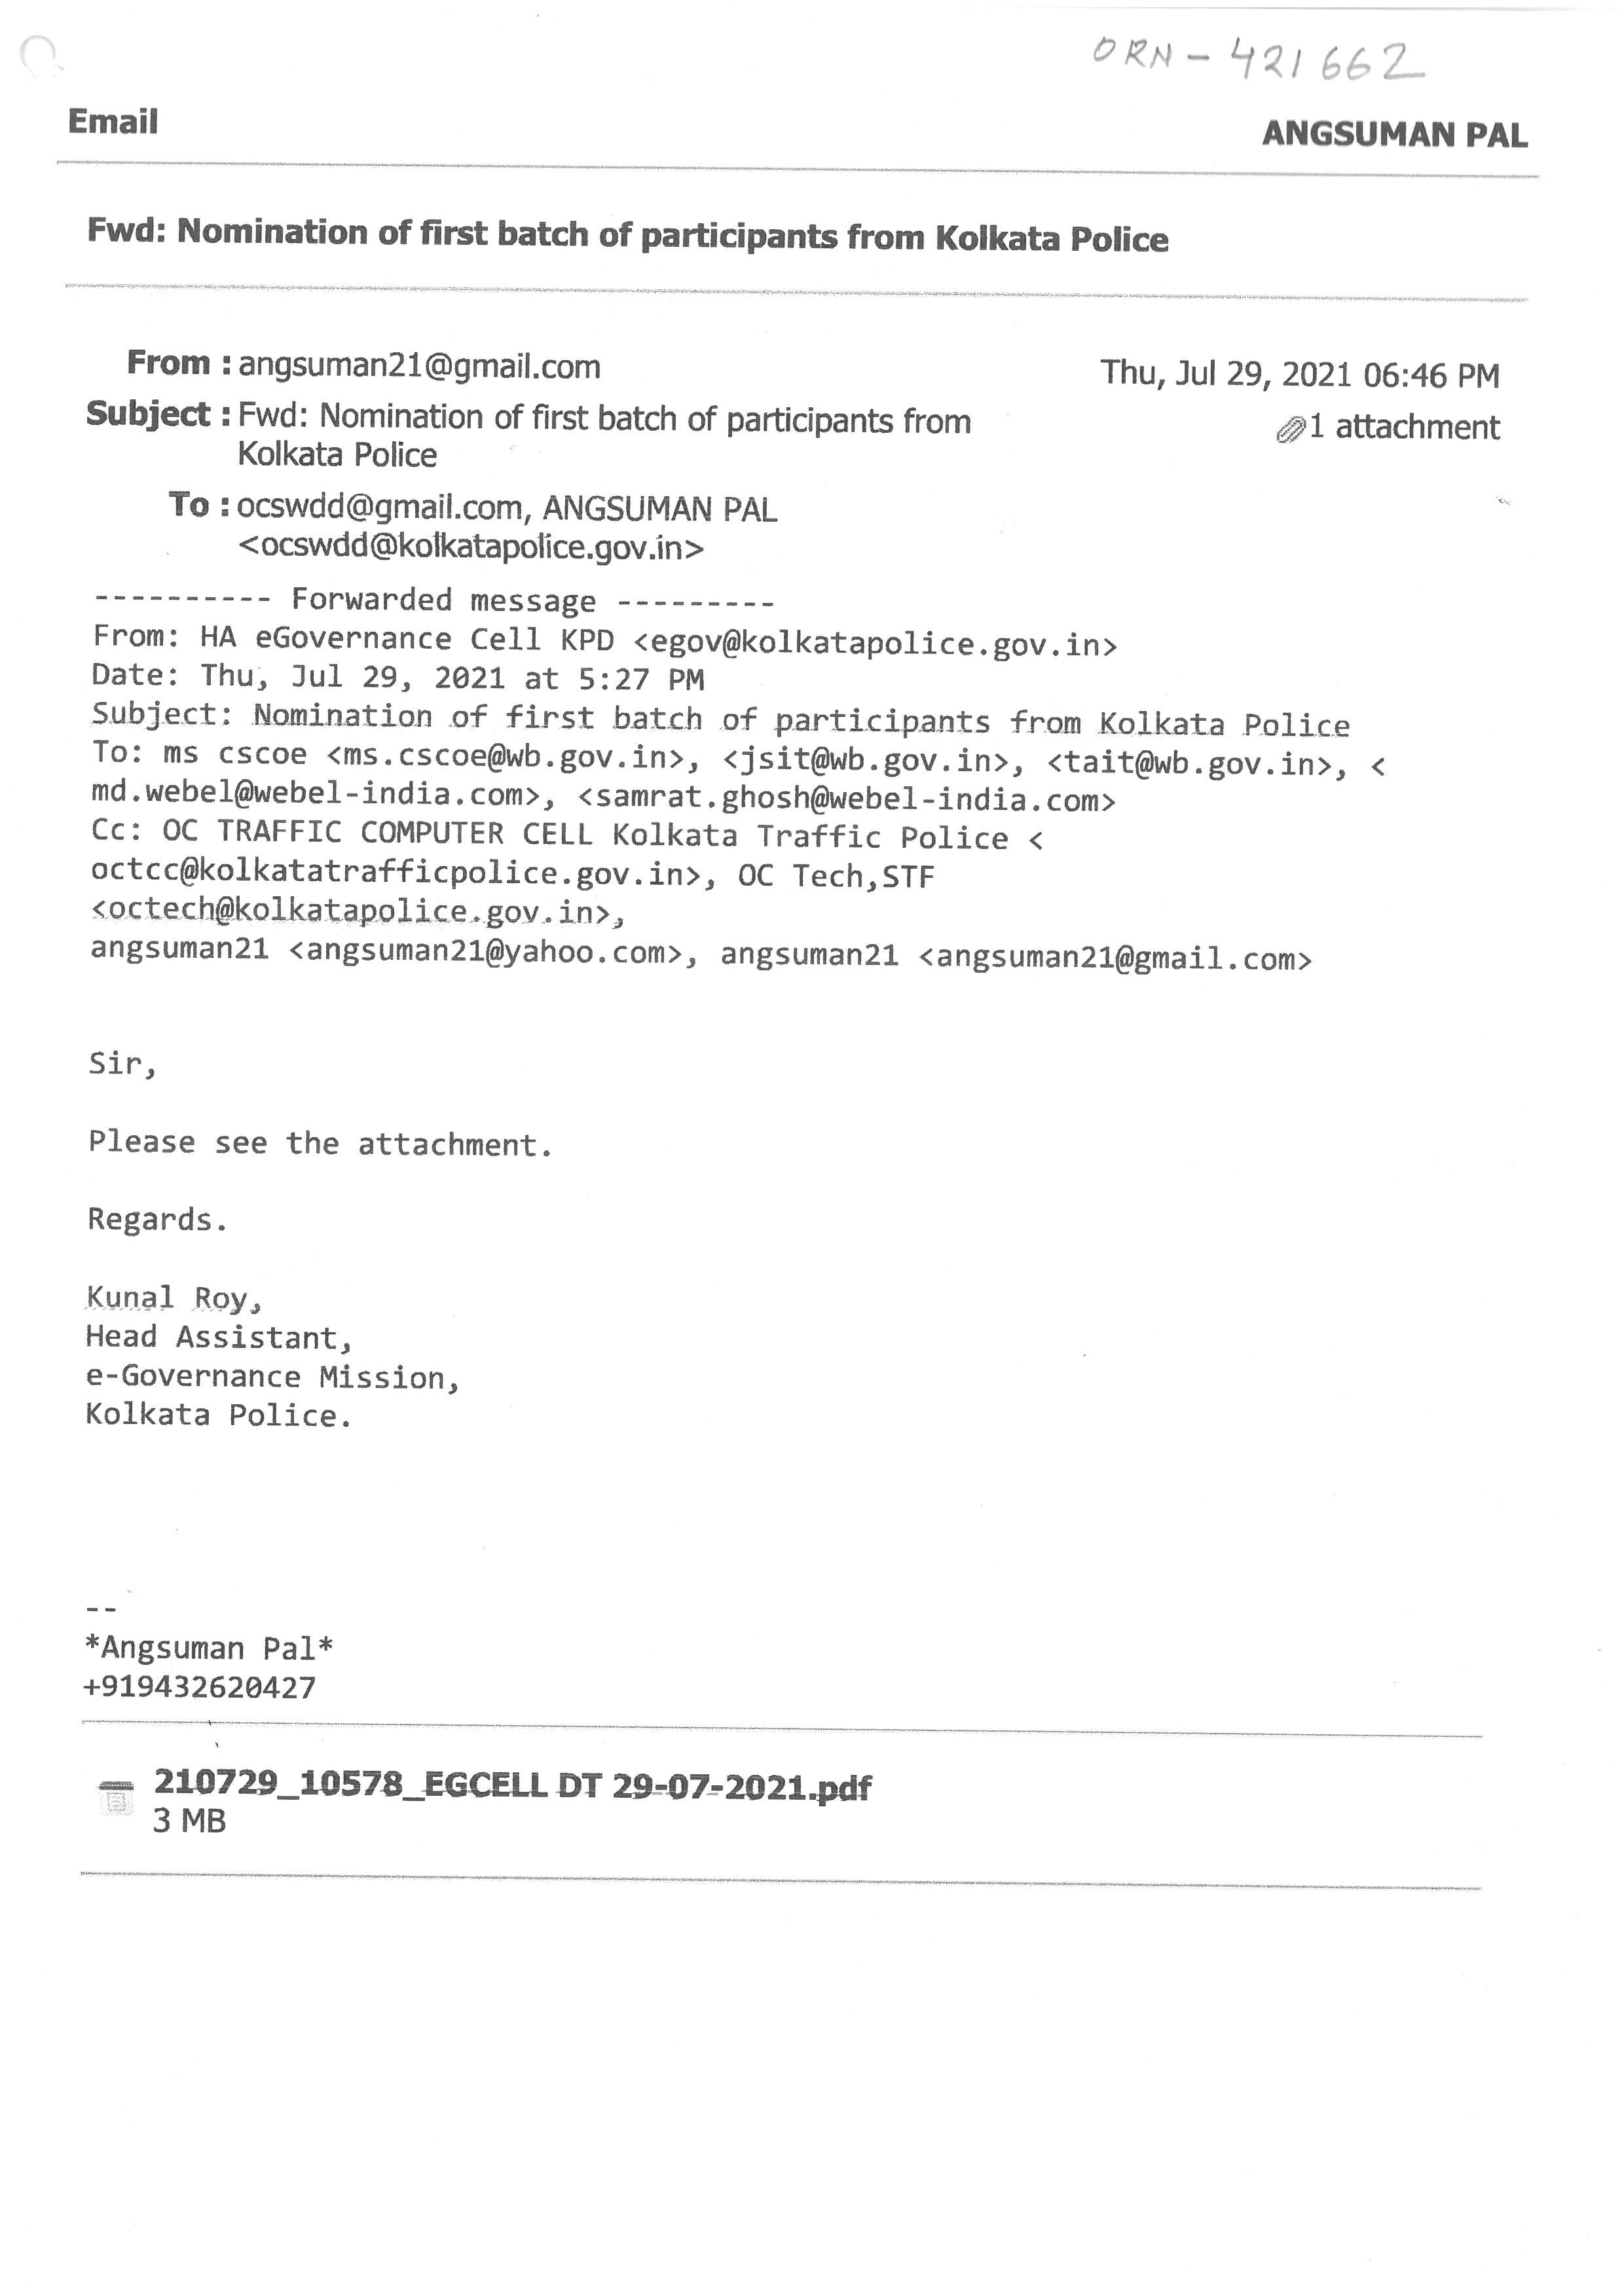 ORN - 421662
Email
ANGSUMAN PAL
Fwd: Nomination of first batch of participants from Kolkata Police
From : angsuman21@gmail.com
Thu, Jul 29, 2021 06:46 PM
Subject : Fwd: Nomination of first batch of participants from
1 attachment
Kolkata Police
To : ocswdd@gmail.com, ANGSUMAN PAL
<ocswdd@kolkatapolice.gov.in>
---------- Forwarded message ---------
From: HA eGovernance Cell KPD <egov@kolkatapolice.gov.in>
Date: Thu, Jul 29, 2021 at 5:27 PM
Subject: Nomination of first batch of participants from Kolkata Police
To: ms cscoe <ms.cscoe@wb.gov.in>, <jsit@wb.gov.in>, <tait@wb.gov.in>, <
md.webel@webel-india.com>, <samrat.ghosh@webel-india.com>
Cc: OC TRAFFIC COMPUTER CELL Kolkata Traffic Police <
octcc@kolkatatrafficpolice.gov.in>, OC Tech,STF
<octech@kolkatapolice.gov.in>,
angsuman21 <angsuman21@yahoo.com>, angsuman21 <angsuman21@gmail.com>
Sir,
Please see the attachment.
Regards.
Kunal Roy,
Head Assistant,
e-Governance Mission,
Kolkata Police.
--
*Angsuman Pal*
+919432620427
210729_10578_EGCELL DT 29-07-2021.pdf
3 MB